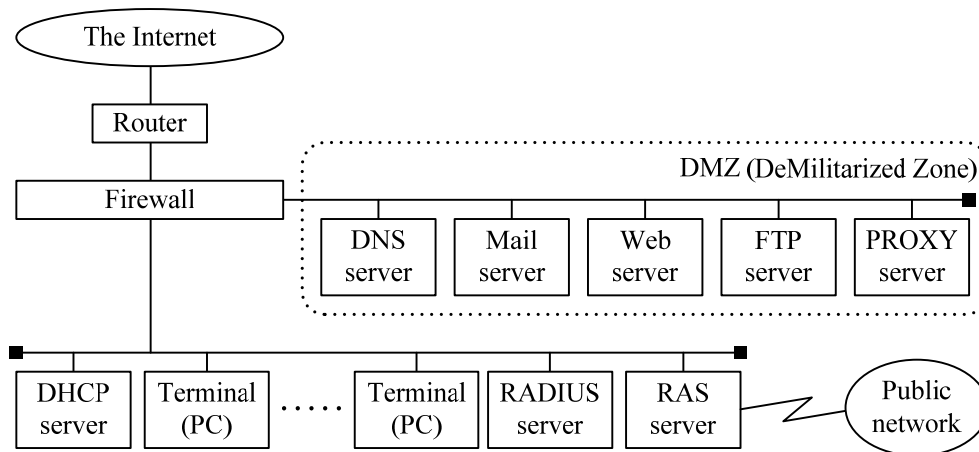 The Internet
Router
DMZ (DeMilitarized Zone)
Firewall
DNS
server
Mail
server
Web
server
FTP
server
PROXY
server
DHCP
server
Terminal
(PC)
Terminal
(PC)
RADIUS
server
RAS
server
Public
network